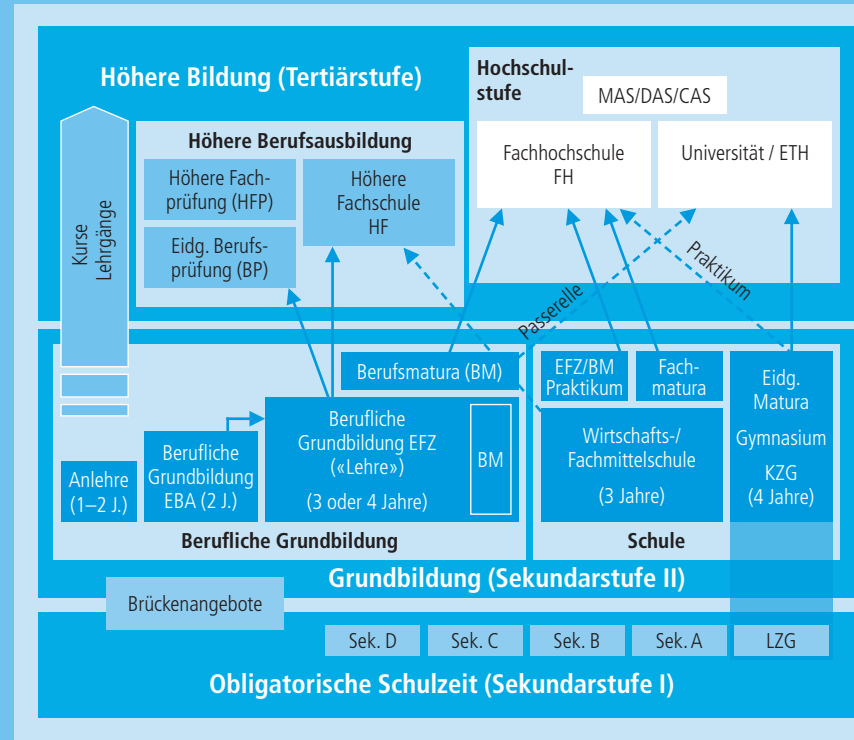 Höhere Bildung (Tertiärstufe)
Hochschul-
stufe
MAS/DAS/CAS
Fachhochschule
FH
Universität / ETH
Höhere Berufsausbildung
Höhere Fach-
prüfung (HFP)
Eidg. Berufs-
prüfung (BP)
Höhere
Fachschule
HF
Kurse
Lehrgänge
Passerelle
Praktikum
Berufsmatura (BM)
EFZ/BM
Praktikum
Fach-
matura
Eidg.
Matura
Gymnasium
KZG
(4 Jahre)
Anlehre
(1–2 J.)
Berufliche
Grundbildung
EBA (2 J.)
Berufliche
Grundbildung EFZ
(«Lehre»)
(3 oder 4 Jahre)
BM
Wirtschafts-/
Fachmittelschule
(3 Jahre)
Berufliche Grundbildung
Schule
Grundbildung (Sekundarstufe II)
Brückenangebote
Sek. D
Sek. C
Sek. B
Sek. A
LZG
Obligatorische Schulzeit (Sekundarstufe I)